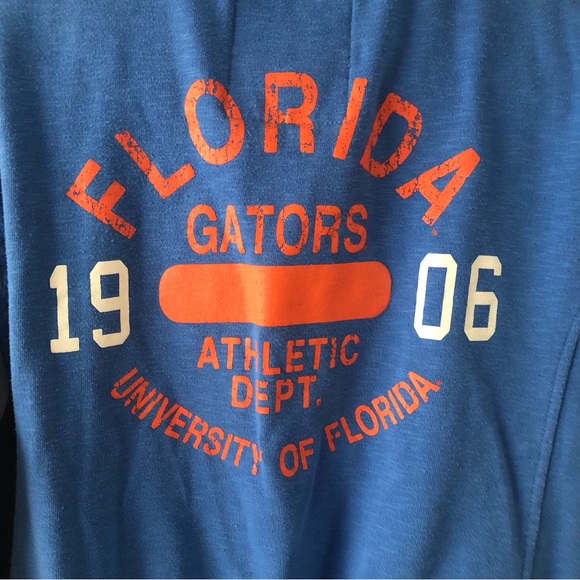 FLORIDA
GATORS
19 06
ATHLETIC
DEPT.
UNIVERSITY OF FLORIDA